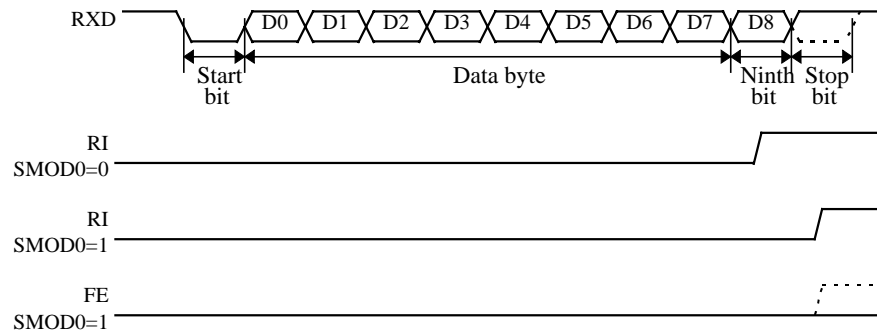 RXD D0 D1 D2 D3 D4 D5 D6 D7 D8
Start bit
Data byte
Ninth bit
Stop bit
RI
SMOD0=0
RI
SMOD0=1
FE
SMOD0=1